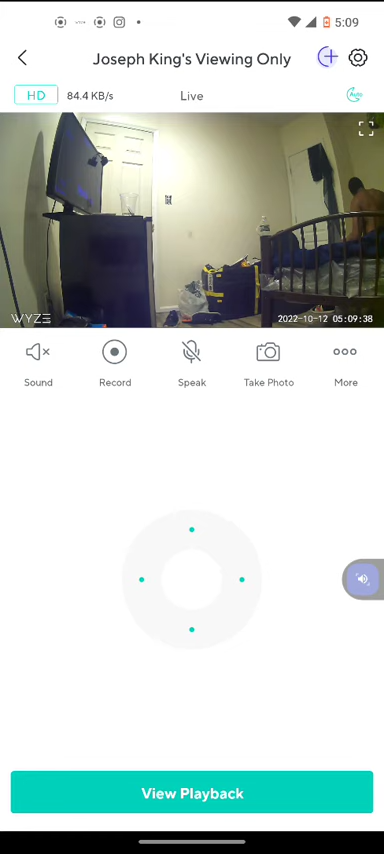 5:09
Joseph King's Viewing Only
HD 84.4 KB/s Live Auto
WYZE 2022-10-12 05:09:38
Sound Record Speak Take Photo More
View Playback